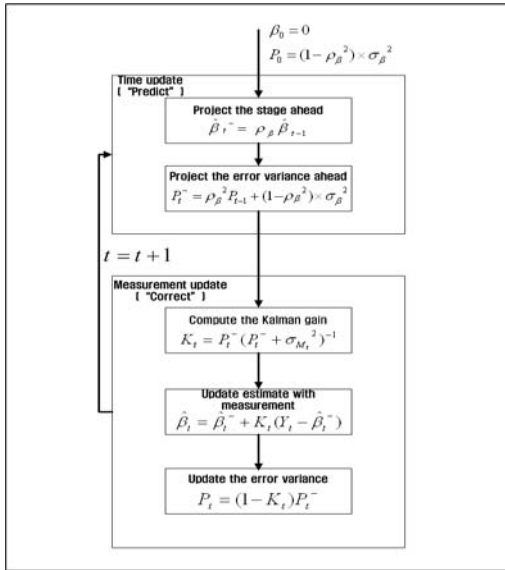 β₀ = 0
P₀ = (1 - ρ_β²) × σ_β²
Time update
( "Predict" )
Project the stage ahead
β̂_t⁻ = ρ_β β̂_{t-1}
Project the error variance ahead
P_t⁻ = ρ_β² P_{t-1} + (1-ρ_β²) × σ_β²
t = t + 1
Measurement update
( "Correct" )
Compute the Kalman gain
K_t = P_t⁻ (P_t⁻ + σ_{M_t}²)⁻¹
Update estimate with
measurement
β̂_t = β̂_t⁻ + K_t (Y_t - β̂_t⁻)
Update the error variance
P_t = (1 - K_t) P_t⁻